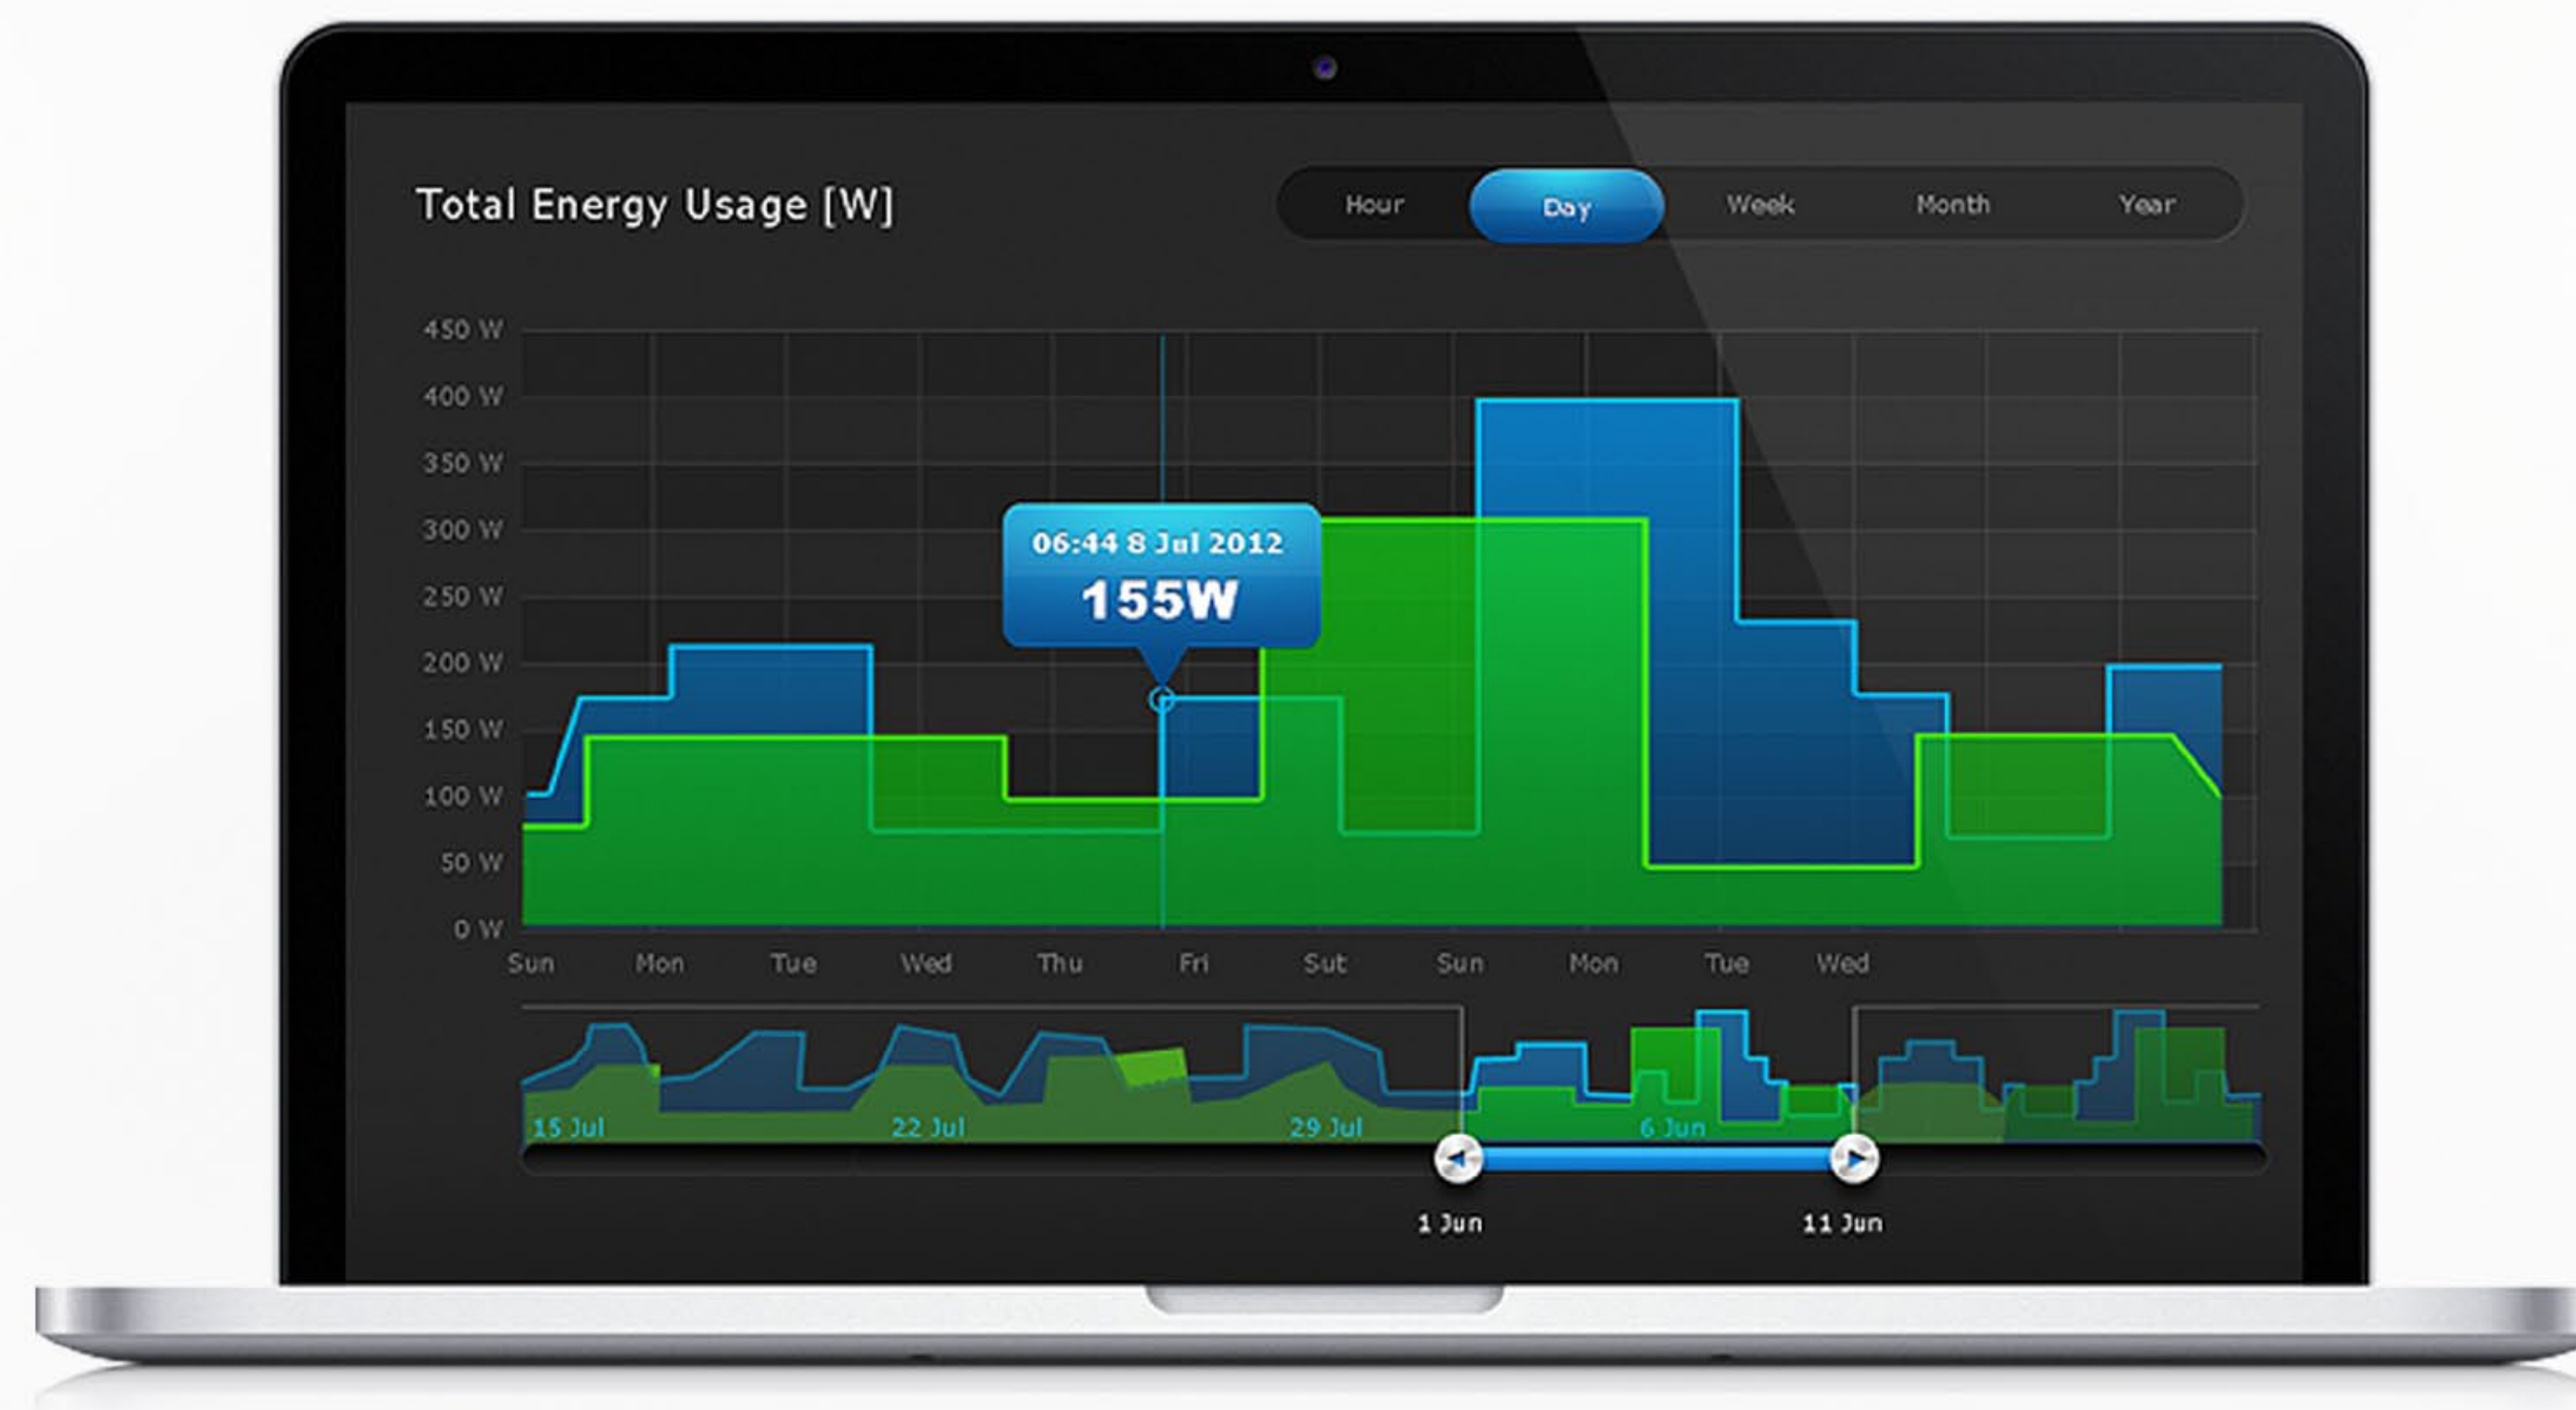 Total Energy Usage [W]
Hour Day Week Month Year
450 W
400 W
350 W
300 W
250 W
200 W
150 W
100 W
50 W
0 W
06:44 8 Jul 2012
155W
Sun Mon Tue Wed Thu Fri Sut Sun Mon Tue Wed
15 Jul 22 Jul 29 Jul 6 Jun
1 Jun 11 Jun